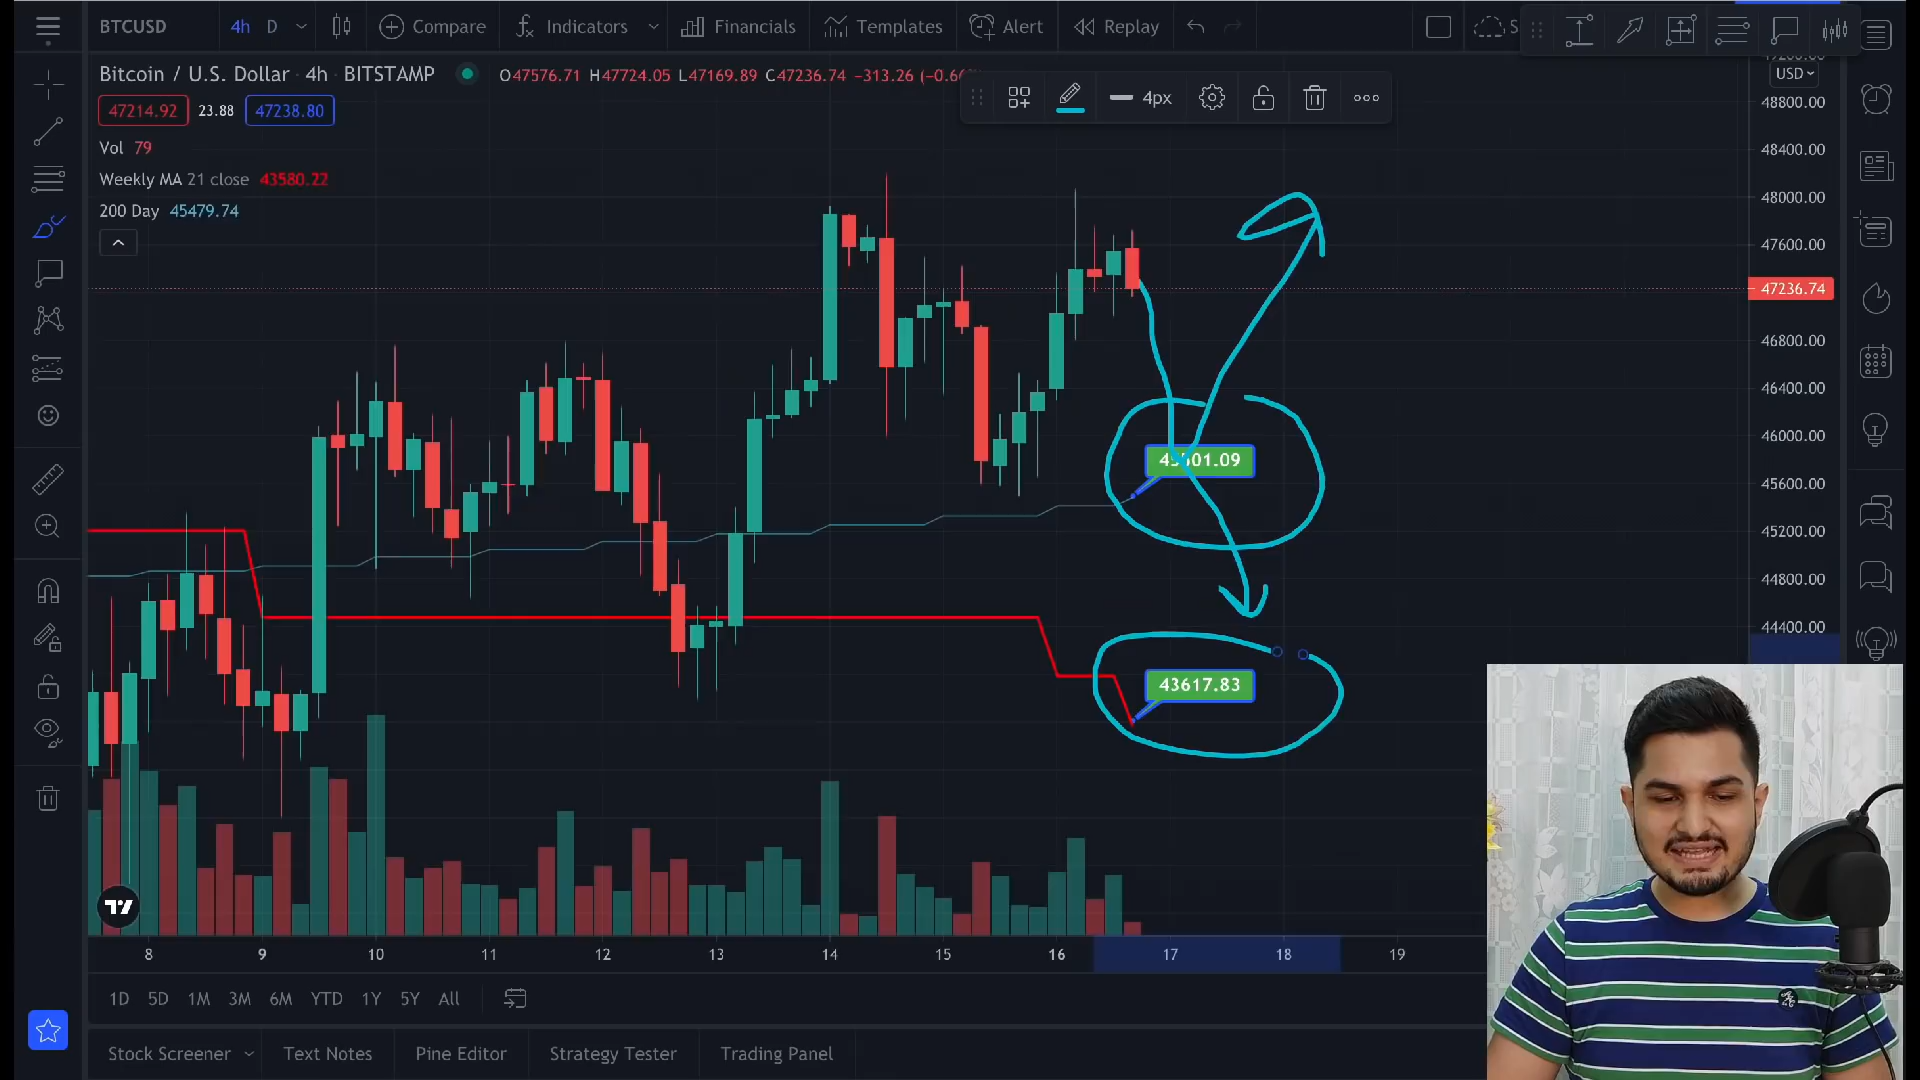 BTCUSD 4h D Compare Indicators Financials Templates Alert Replay
Bitcoin / U.S. Dollar · 4h · BITSTAMP O47576.71 H47724.05 L47169.89 C47236.74 −313.26
47214.92 23.88 47238.80
Vol 79
Weekly MA 21 close 43580.22
200 Day 45479.74
4px
USD
48800.00
48400.00
48000.00
47600.00
47236.74
46800.00
46400.00
46000.00
45600.00
45200.00
44800.00
44400.00
43617.83
8 9 10 11 12 13 14 15 16 17 18 19
1D 5D 1M 3M 6M YTD 1Y 5Y All
Stock Screener Text Notes Pine Editor Strategy Tester Trading Panel